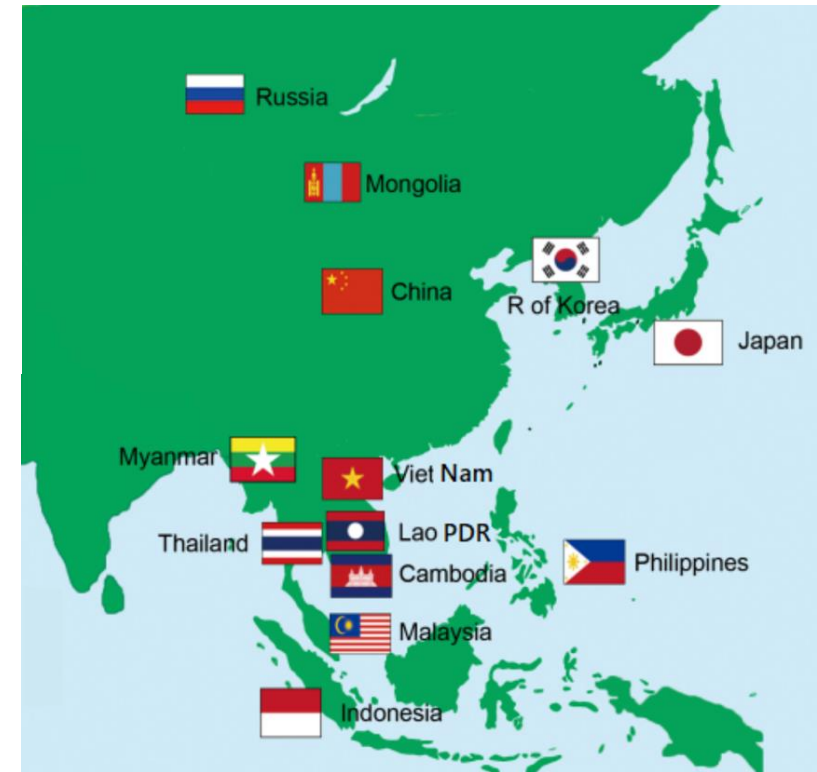 Russia
Mongolia
China
R of Korea
Japan
Myanmar
Viet Nam
Lao PDR
Thailand
Cambodia
Philippines
Malaysia
Indonesia